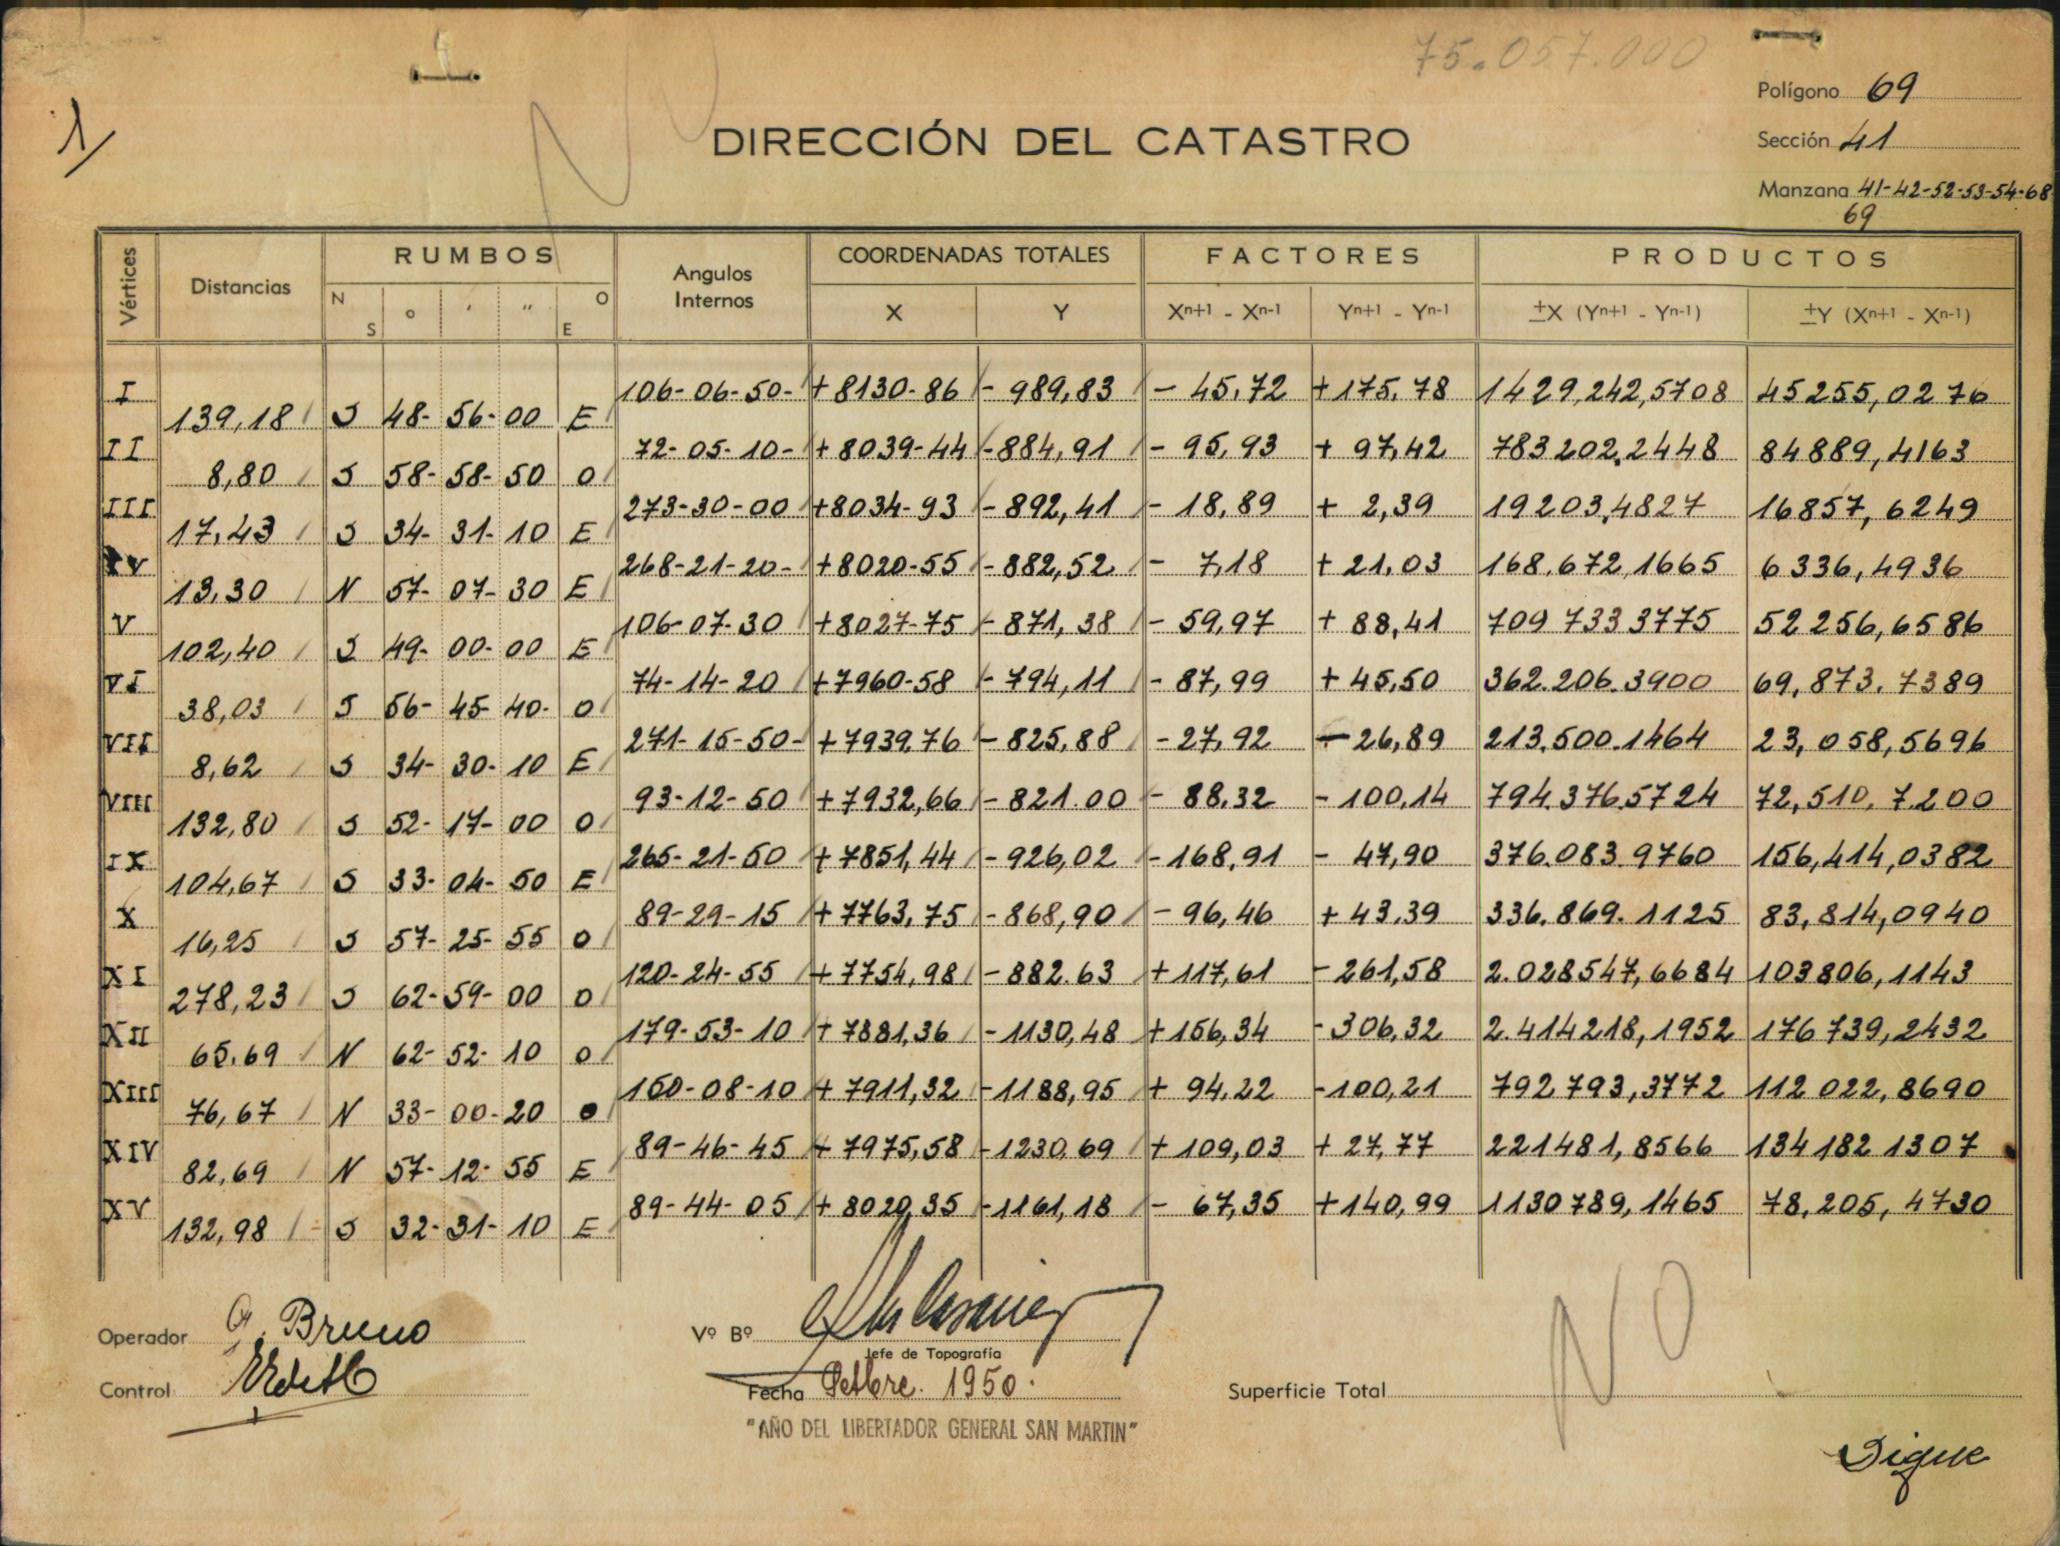 75.057.000
Polígono 69
1/
NO
DIRECCIÓN DEL CATASTRO
Sección 41
Manzana 41-42-52-53-54-68
69
Vértices Distancias RUMBOS Angulos Internos COORDENADAS TOTALES FACTORES PRODUCTOS
N S ° ' " O E X Y Xn+1 - Xn-1 Yn+1 - Yn-1 ±X (Yn+1 - Yn-1) ±Y (Xn+1 - Xn-1)
I 106-06-50- +8130-86 - 989,83 - 45,72 +175,78 1429,242,5708 45255,0276
139,18 S 48- 56- 00 E
II 72-05-10- +8039-44 -884,91 - 95,93 + 97,42 783202,2448 84889,4163
8,80 S 58- 58- 50 O
III 273-30-00 +8034-93 -892,41 - 18,89 + 2,39 19203,4827 16857,6249
17,43 S 34- 31- 10 E
IV 268-21-20- +8020-55 -882,52 - 7,18 +21,03 168.672,1665 6336,4936
13,30 N 57- 07- 30 E
V 106-07-30 +8027-75 -871,38 - 59,97 + 88,41 709 733 3775 52256,6586
102,40 S 49- 00- 00 E
VI 74-14-20 +7960-58 - 794,11 - 87,99 +45,50 362.206.3900 69,873.7389
38,03 S 56- 45- 40- O
VII 271-15-50- +7939,76 - 825,88 -27,92 -26,89 213.500.1464 23,058,5696
8,62 S 34- 30- 10 E
VIII 93-12-50 +7932,66 -821.00 - 88,32 -100,14 794.376.5724 72,510,7200
132,80 S 52- 17- 00 O
IX 265-21-50 +7851,44 -926,02 -168,91 - 47,90 376.083 9760 156,414,0382
104,67 S 33- 04- 50 E
X 89-29-15 +7763,75 -868,90 - 96,46 +43,39 336.869.1125 83,814,0940
16,25 S 57- 25- 55 O
XI 120-24-55 +7754,98 -882.63 +117,61 -261,58 2.028547,6684 103806,1143
278,23 S 62- 59- 00 O
XII 179-53-10 +7881,36 -1130,48 +156,34 -306,32 2.414218,1952 176739,2432
65.69 N 62- 52- 10 O
XIII 150-08-10 +7911,32 -1188,95 + 94,22 -100,21 792793,3772 112022,8690
76,67 N 33- 00- 20 O
XIV 89-46-45 +7975,58 -1230,69 +109,03 + 27,77 221481,8566 134182 1307
82,69 N 57- 12- 55 E
XV 89-44-05 +8020,35 -1161,18 - 67,35 +140,99 1130789,1465 78,205,4730
132,98 S 32- 31- 10 E
Operador G. Bruno
Vº Bº
Jefe de Topografía
NO
Control
Fecha Setbre. 1950.
Superficie Total
"AÑO DEL LIBERTADOR GENERAL SAN MARTIN"
Sigue